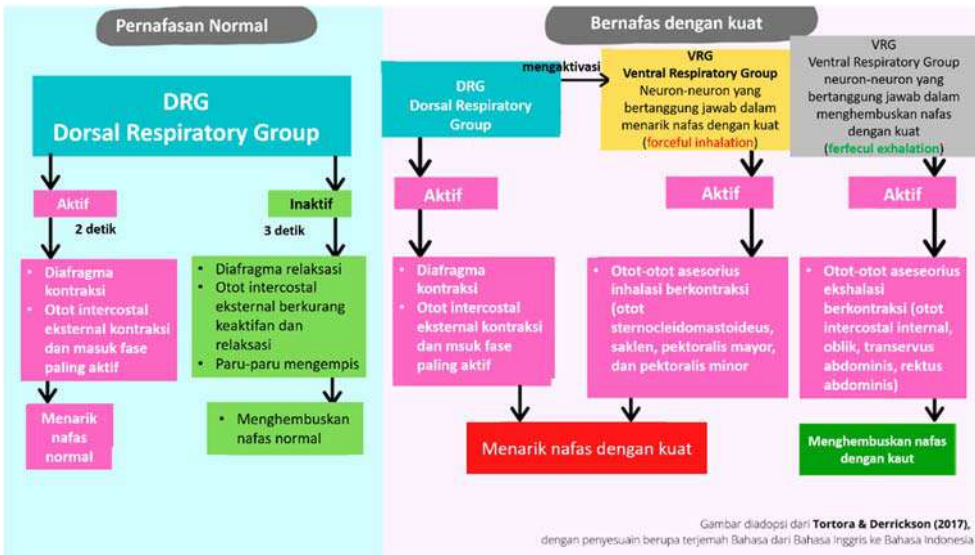 Pernafasan Normal
DRG
Dorsal Respiratory Group
Aktif
2 detik
Inaktif
3 detik
• Diafragma
kontraksi
• Otot intercostal
eksternal kontraksi
dan masuk fase
paling aktif
• Diafragma relaksasi
• Otot intercostal
eksternal berkurang
keaktifan dan
relaksasi
• Paru-paru mengempis
Menarik
nafas
normal
• Menghembuskan
nafas normal
Bernafas dengan kuat
DRG
Dorsal Respiratory
Group
mengaktivasi
VRG
Ventral Respiratory Group
Neuron-neuron yang
bertanggung jawab dalam
menarik nafas dengan kuat
(forceful inhalation)
VRG
Ventral Respiratory Group
neuron-neuron yang
bertanggung jawab dalam
menghembuskan nafas
dengan kuat
(ferfecul exhalation)
Aktif
Aktif
Aktif
• Diafragma
kontraksi
• Otot intercostal
eksternal kontraksi
dan msuk fase
paling aktif
• Otot-otot asesorius
inhalasi berkontraksi
(otot
sternocleidomastoideus,
saklen, pektoralis mayor,
dan pektoralis minor
• Otot-otot aseseorius
ekshalasi
berkontraksi (otot
intercostal internal,
oblik, transervus
abdominis, rektus
abdominis)
Menarik nafas dengan kuat
Menghembuskan nafas
dengan kaut
Gambar diadopsi dari Tortora & Derrickson (2017),
dengan penyesuain berupa terjemah Bahasa dari Bahasa Inggris ke Bahasa Indonesia